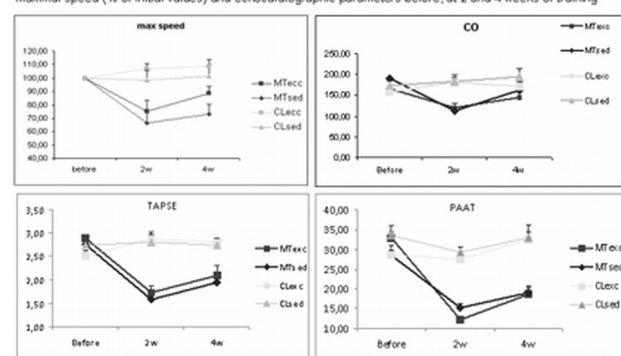 Maximal speed (% of initial values) and echocardiographic parameters before, at 2 and 4 weeks of training
max speed
120,00
110,00
100,00
90,00
80,00
70,00
60,00
50,00
40,00
before 2w 4w
MTecc
MTsed
CLecc
CLsed
CO
250,00
200,00
150,00
100,00
50,00
0,00
Before 2w 4w
MTexc
MTsed
CLexc
CLsed
TAPSE
3,50
3,00
2,50
2,00
1,50
1,00
Before 2w 4w
MTexc
MTsed
CLexc
CLsed
PAAT
40,00
35,00
30,00
25,00
20,00
15,00
10,00
Before 2w 4w
MTexc
MTsed
CLexc
CLsed